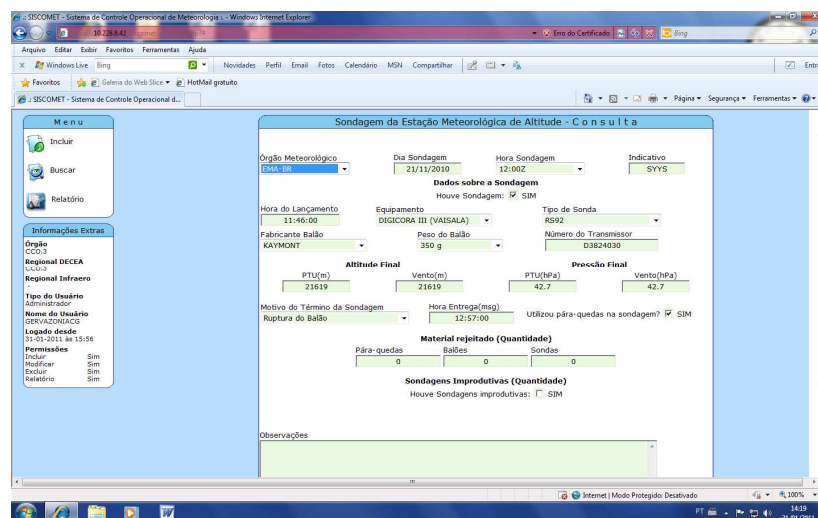 .: SISCOMET - Sistema de Controle Operacional de Meteorologia :. - Windows Internet Explorer
10.228.8.42
Erro do Certificado
Bing
Arquivo Editar Exibir Favoritos Ferramentas Ajuda
Windows Live Bing Novidades Perfil Email Fotos Calendário MSN Compartilhar Entr
Favoritos Galeria do Web Slice HotMail gratuito
.: SISCOMET - Sistema de Controle Operacional d... Página Segurança Ferramentas
Menu
Incluir
Buscar
Relatório
Informações Extras
Órgão
CCO.3
Regional DECEA
CCO.3
Regional Infraero
-
Tipo do Usuário
Administrador
Nome do Usuário
GERVAZONIACG
Logado desde
31-01-2011 às 15:56
Permissões
Incluir Sim
Modificar Sim
Excluir Sim
Relatório Sim
Sondagem da Estação Meteorológica de Altitude - Consulta
Órgão Meteorológico Dia Sondagem Hora Sondagem Indicativo
EMA-BR 21/11/2010 12:00Z SYYS
Dados sobre a Sondagem
Houve Sondagem: SIM
Hora do Lançamento Equipamento Tipo de Sonda
11:46:00 DIGICORA III (VAISALA) RS92
Fabricante Balão Peso do Balão Número do Transmissor
KAYMONT 350 g D3824030
Altitude Final Pressão Final
PTU(m) Vento(m) PTU(hPa) Vento(hPa)
21619 21619 42.7 42.7
Motivo do Término da Sondagem Hora Entrega(msg)
Ruptura do Balão 12:57:00 Utilizou pára-quedas na sondagem? SIM
Material rejeitado (Quantidade)
Pára-quedas Balões Sondas
0 0 0
Sondagens Improdutivas (Quantidade)
Houve Sondagens improdutivas: SIM
Observações
Internet | Modo Protegido: Desativado 100%
PT 14:19
31/01/2011